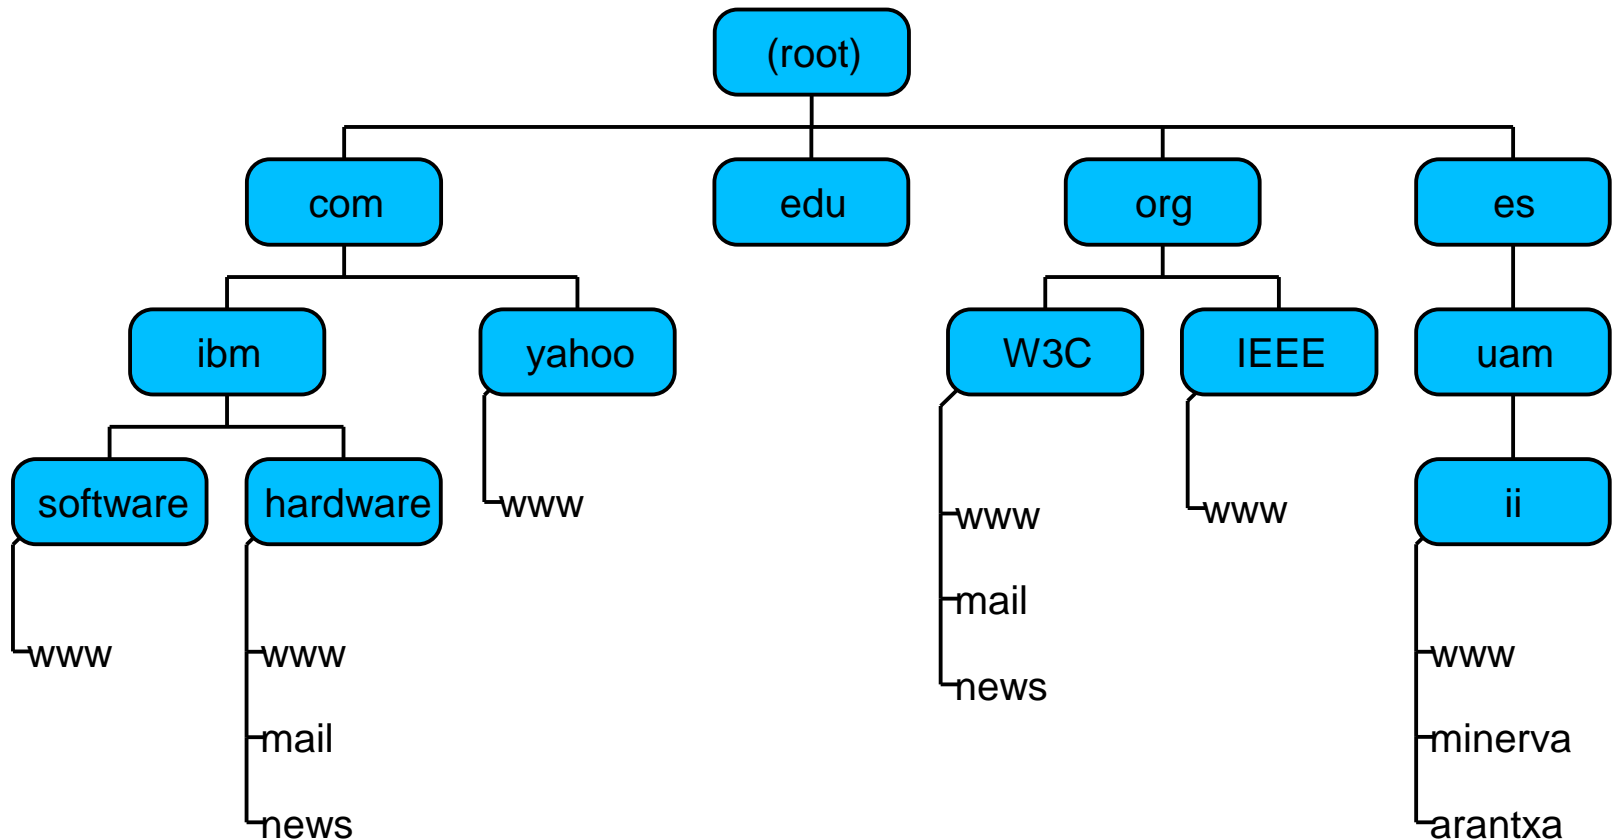 (root)
com edu org es
ibm yahoo W3C IEEE uam
software hardware www www www ii
mail
www www news www
mail minerva
news arantxa